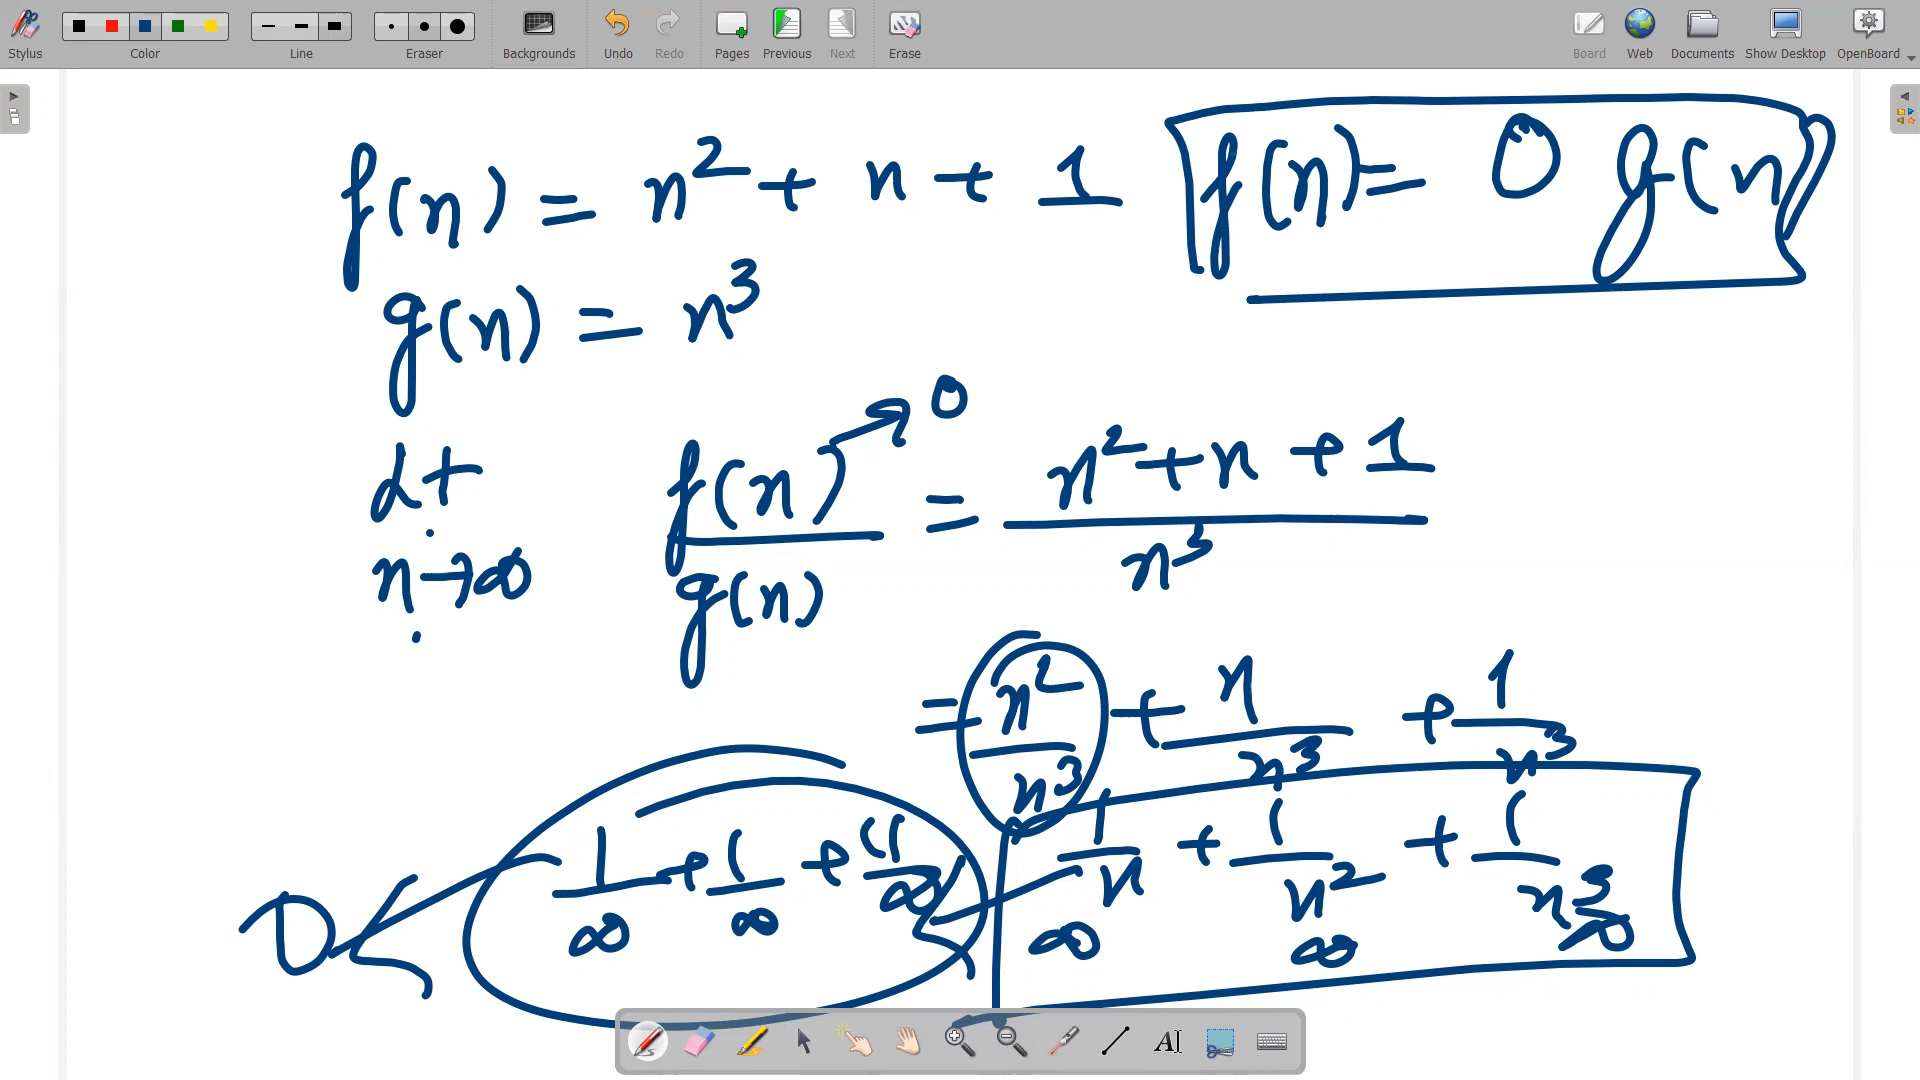 Stylus Color Line Eraser Backgrounds Undo Redo Pages Previous Next Erase Board Web Documents Show Desktop OpenBoard
f(n) = n² + n + 1
f(n) = O g(n)
g(n) = n³
Lt n→∞ f(n)/g(n) → 0 = (n² + n + 1)/n³
= n²/n³ + n/n³ + 1/n³
1/n + 1/n² + 1/n³
∞ ∞ ∞
1/∞ + 1/∞ + 1/∞
0